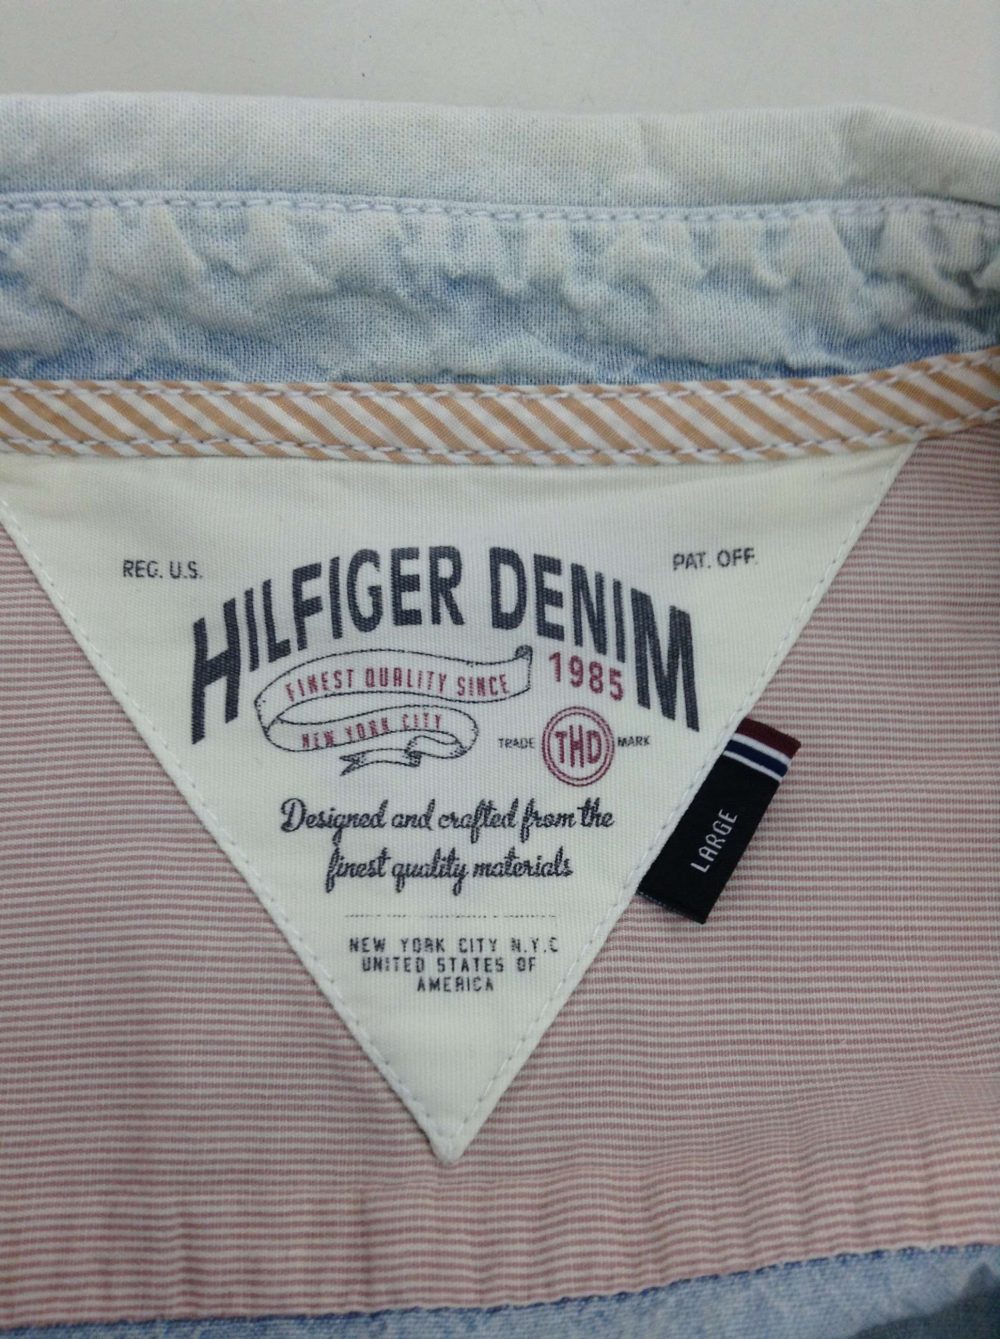 REG. U.S.
PAT. OFF.
HILFIGER DENIM
FINEST QUALITY SINCE
1985
NEW YORK CITY
TRADE THD MARK
Designed and crafted from the
finest quality materials
NEW YORK CITY N.Y.C
UNITED STATES OF
AMERICA
LARGE